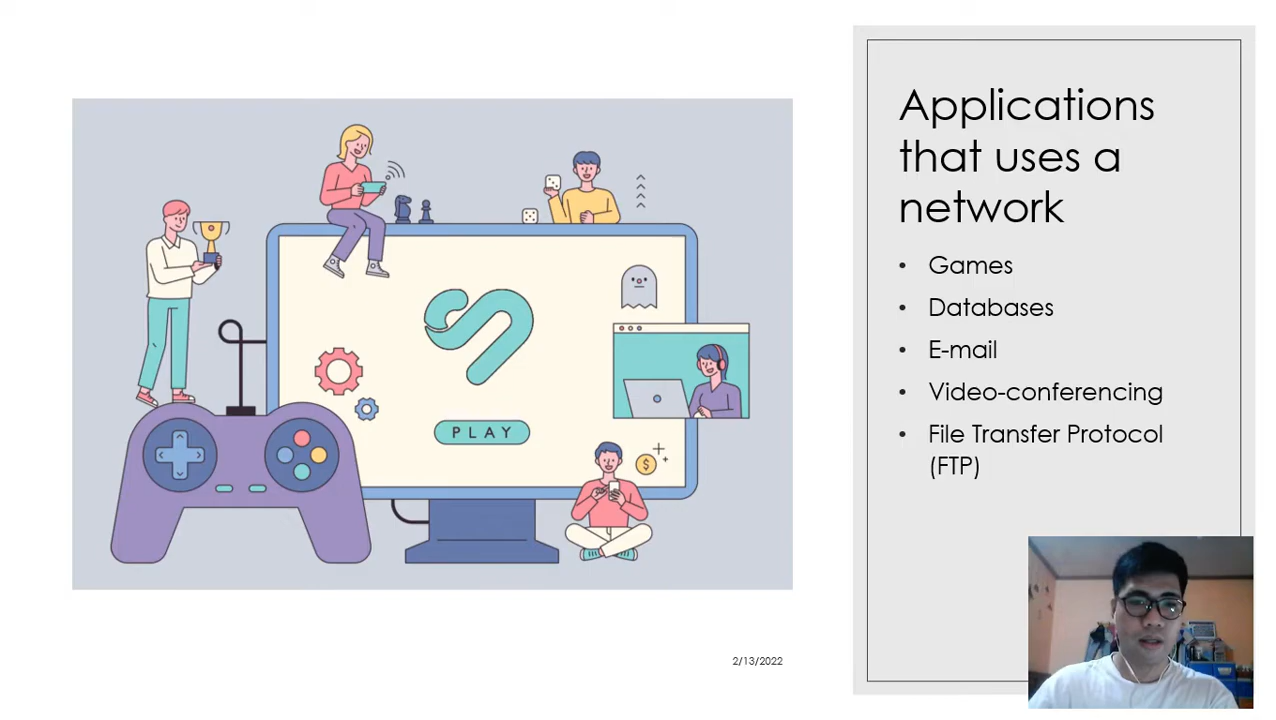 Applications
that uses a
network
• Games
• Databases
• E-mail
• Video-conferencing
• File Transfer Protocol
(FTP)
PLAY
$
2/13/2022